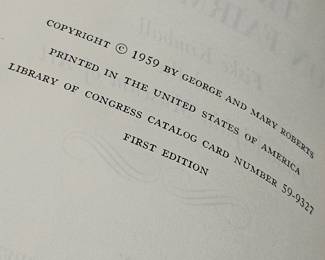 COPYRIGHT © 1959 BY GEORGE AND MARY ROBERTS
PRINTED IN THE UNITED STATES OF AMERICA
LIBRARY OF CONGRESS CATALOG CARD NUMBER 59-9327
FIRST EDITION